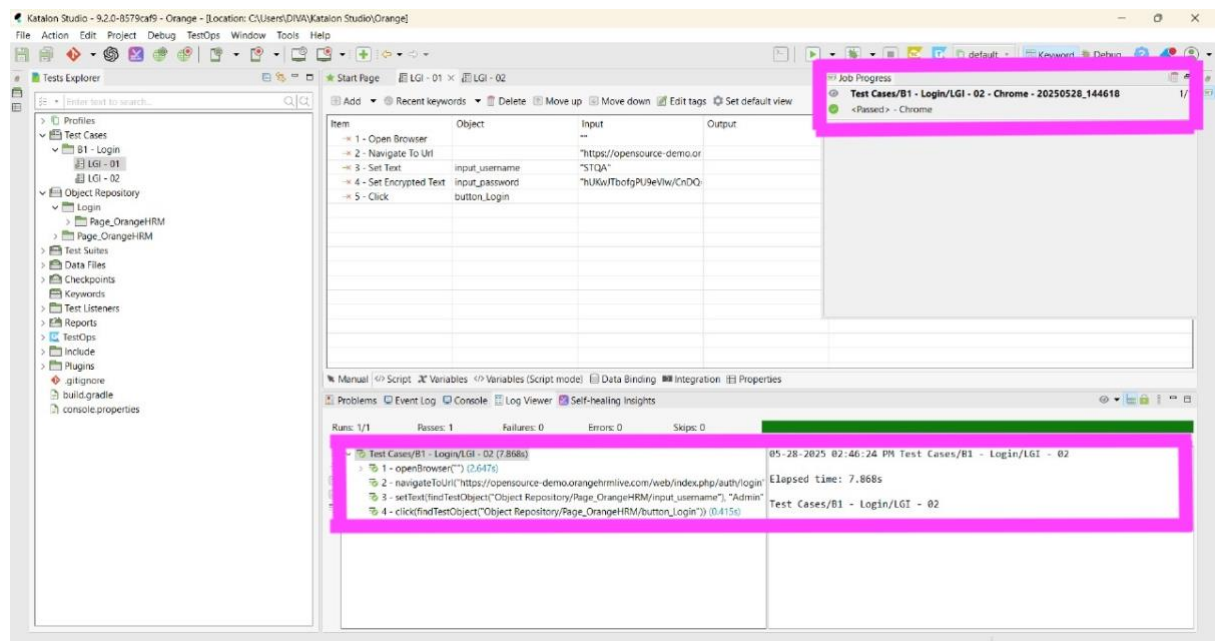 Katalon Studio - 9.2.0-8579caf9 - Orange - [Location: C:\Users\DIVA\Katalon Studio\Orange]
File Action Edit Project Debug TestOps Window Tools Help
default Keyword Debug
Tests Explorer
Start Page LGI - 01 LGI - 02
Job Progress
Enter text to search...
Add Recent keywords Delete Move up Move down Edit tags Set default view
Test Cases/B1 - Login/LGI - 02 - Chrome - 20250528_144618 1/
<Passed> - Chrome
Item Object Input Output
1 - Open Browser ""
2 - Navigate To Url "https://opensource-demo.or
3 - Set Text input_username "STQA"
4 - Set Encrypted Text input_password
5 - Click button_Login
Profiles
Test Cases
B1 - Login
LGI - 01
LGI - 02
Object Repository
Login
Page_OrangeHRM
Page_OrangeHRM
Test Suites
Data Files
Checkpoints
Keywords
Test Listeners
Reports
TestOps
Include
Plugins
.gitignore
build.gradle
console.properties
Manual Script Variables Variables (Script mode) Data Binding Integration Properties
Problems Event Log Console Log Viewer Self-healing Insights
Runs: 1/1 Passes: 1 Failures: 0 Errors: 0 Skips: 0
Test Cases/B1 - Login/LGI - 02 (7.868s)
1 - openBrowser("") (2.647s)
2 - navigateToUrl("https://opensource-demo.orangehrmlive.com/web/index.php/auth/login"
3 - setText(findTestObject("Object Repository/Page_OrangeHRM/input_username"), "Admin"
4 - click(findTestObject("Object Repository/Page_OrangeHRM/button_Login")) (0.415s)
05-28-2025 02:46:24 PM Test Cases/B1 - Login/LGI - 02
Elapsed time: 7.868s
Test Cases/B1 - Login/LGI - 02